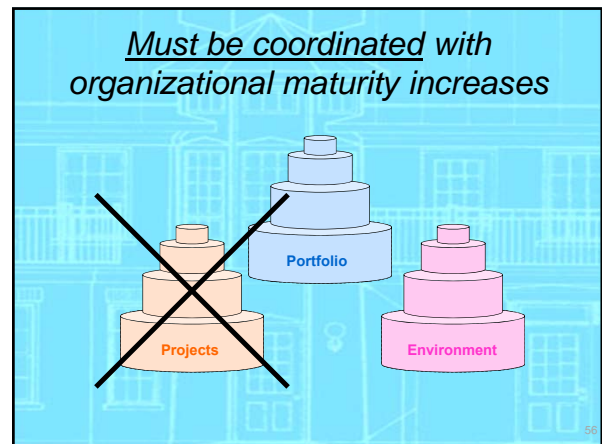 Must be coordinated with
organizational maturity increases
Portfolio
Projects
Environment
56